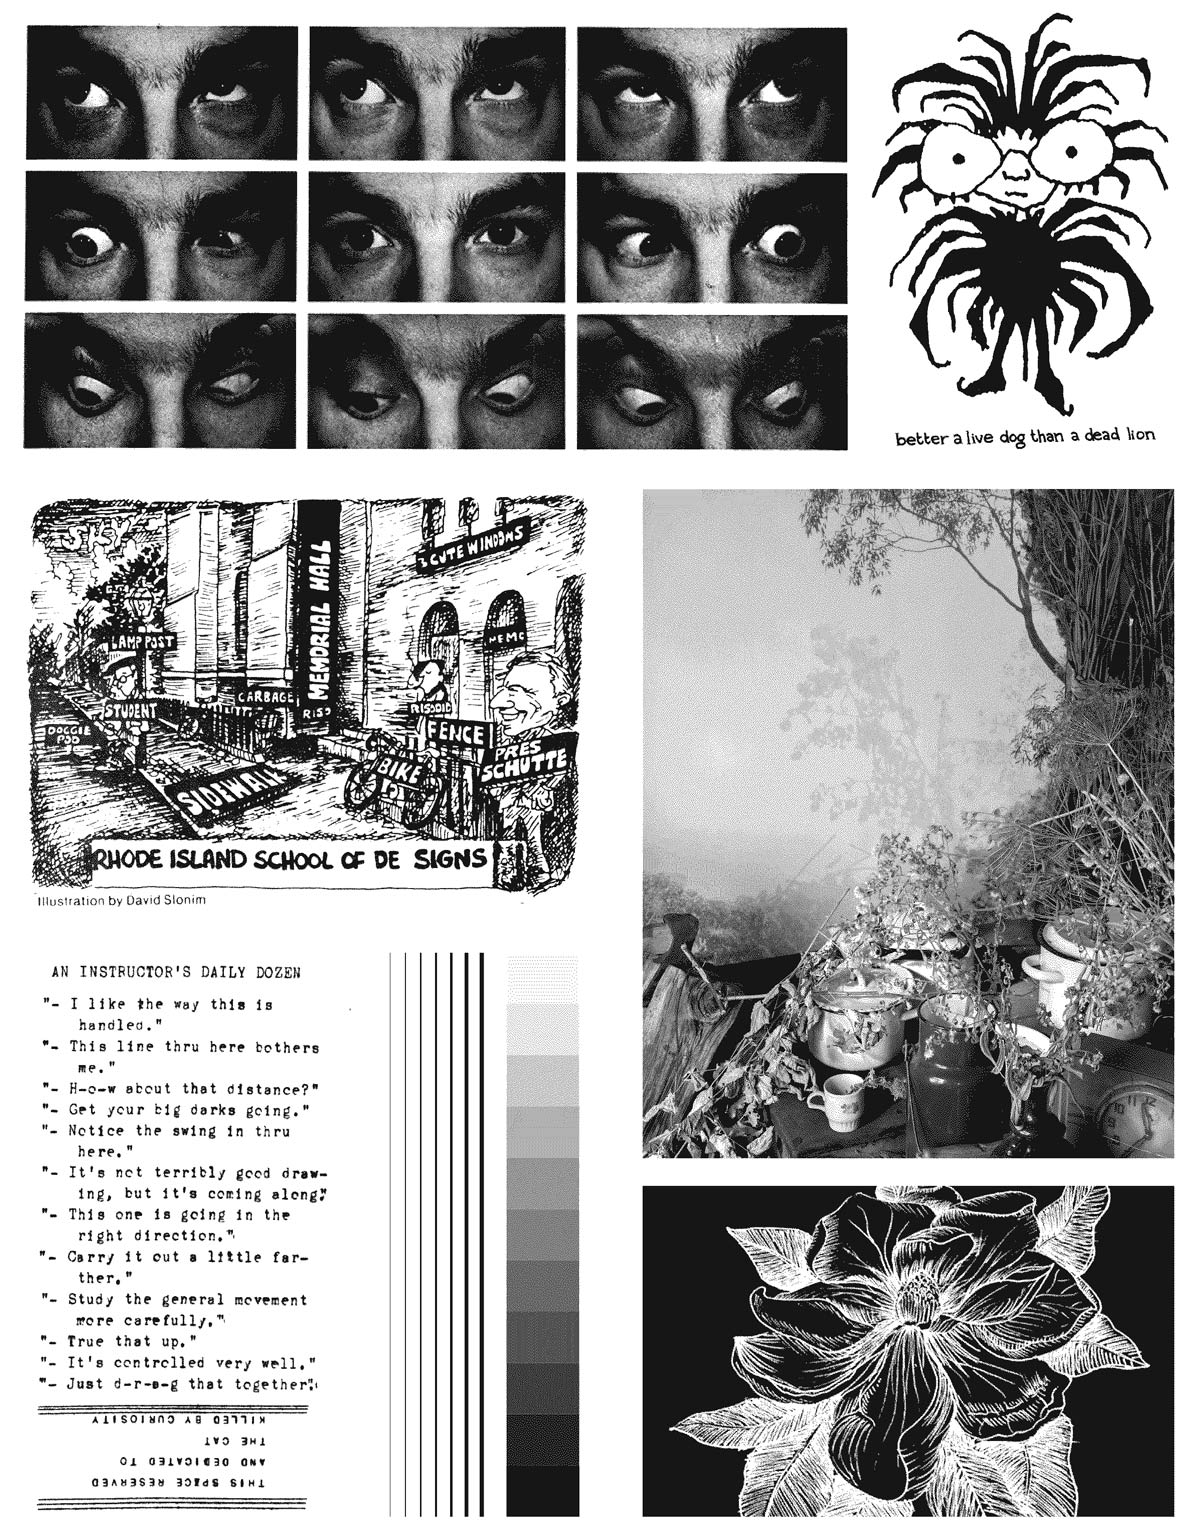 better a live dog than a dead lion
SKY
3 CUTE WINDOWS
MEMORIAL HALL
LAMP POST
MEMO
GARBAGE
STUDENT
RISD
RISDOID
DOGGIE
POO
FENCE
PRES
SCHUTTE
BIKE
SIDEWALK
RHODE ISLAND SCHOOL OF DE SIGNS
Illustration by David Slonim
AN INSTRUCTOR'S DAILY DOZEN
"- I like the way this is
handled."
"- This line thru here bothers
me."
"- H-o-w about that distance?"
"- Get your big darks going."
"- Notice the swing in thru
here."
"- It's not terribly good draw-
ing, but it's coming along."
"- This one is going in the
right direction."
"- Carry it out a little far-
ther."
"- Study the general movement
more carefully."
"- True that up."
"- It's controlled very well."
"- Just d-r-a-g that together."
THIS SPACE RESERVED
AND DEDICATED TO
THE CAT
KILLED BY CURIOSITY
10 11 12 1